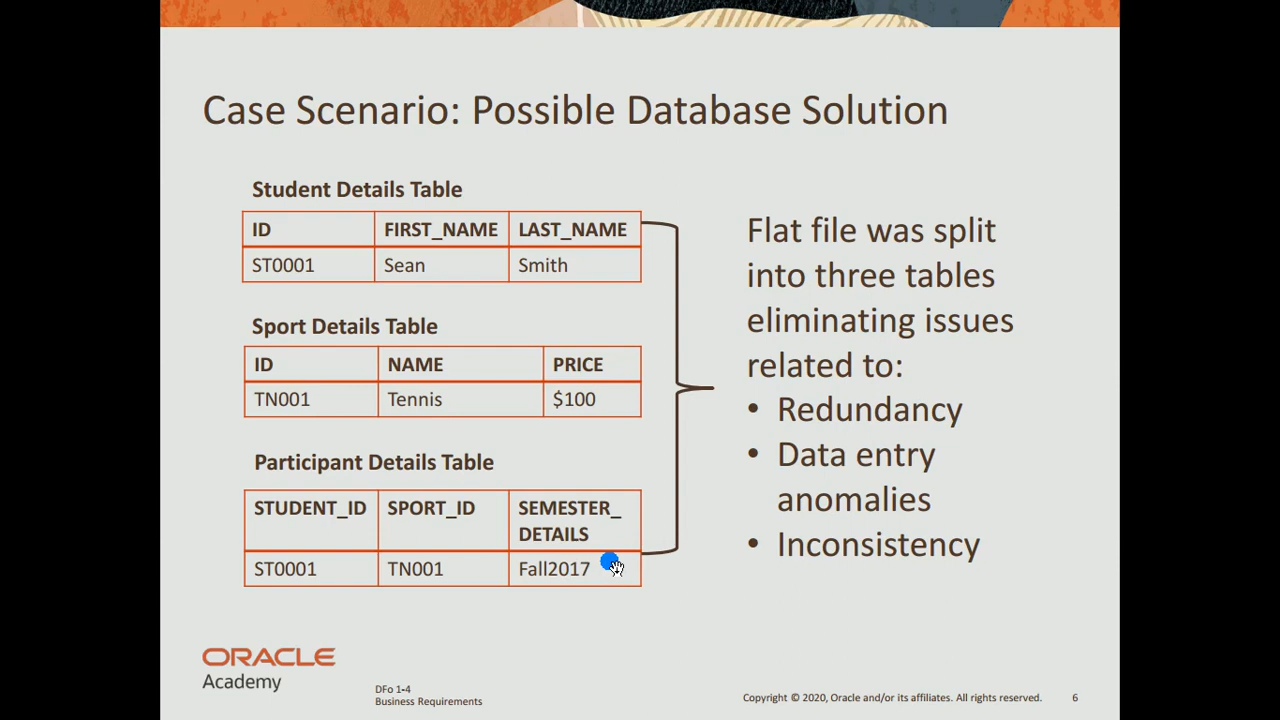 Case Scenario: Possible Database Solution
Student Details Table
ID FIRST_NAME LAST_NAME
ST0001 Sean Smith
Sport Details Table
ID NAME PRICE
TN001 Tennis $100
Participant Details Table
STUDENT_ID SPORT_ID SEMESTER_
DETAILS
ST0001 TN001 Fall2017
Flat file was split
into three tables
eliminating issues
related to:
• Redundancy
• Data entry
anomalies
• Inconsistency
ORACLE
Academy
DFo 1-4
Business Requirements
Copyright © 2020, Oracle and/or its affiliates. All rights reserved. 6